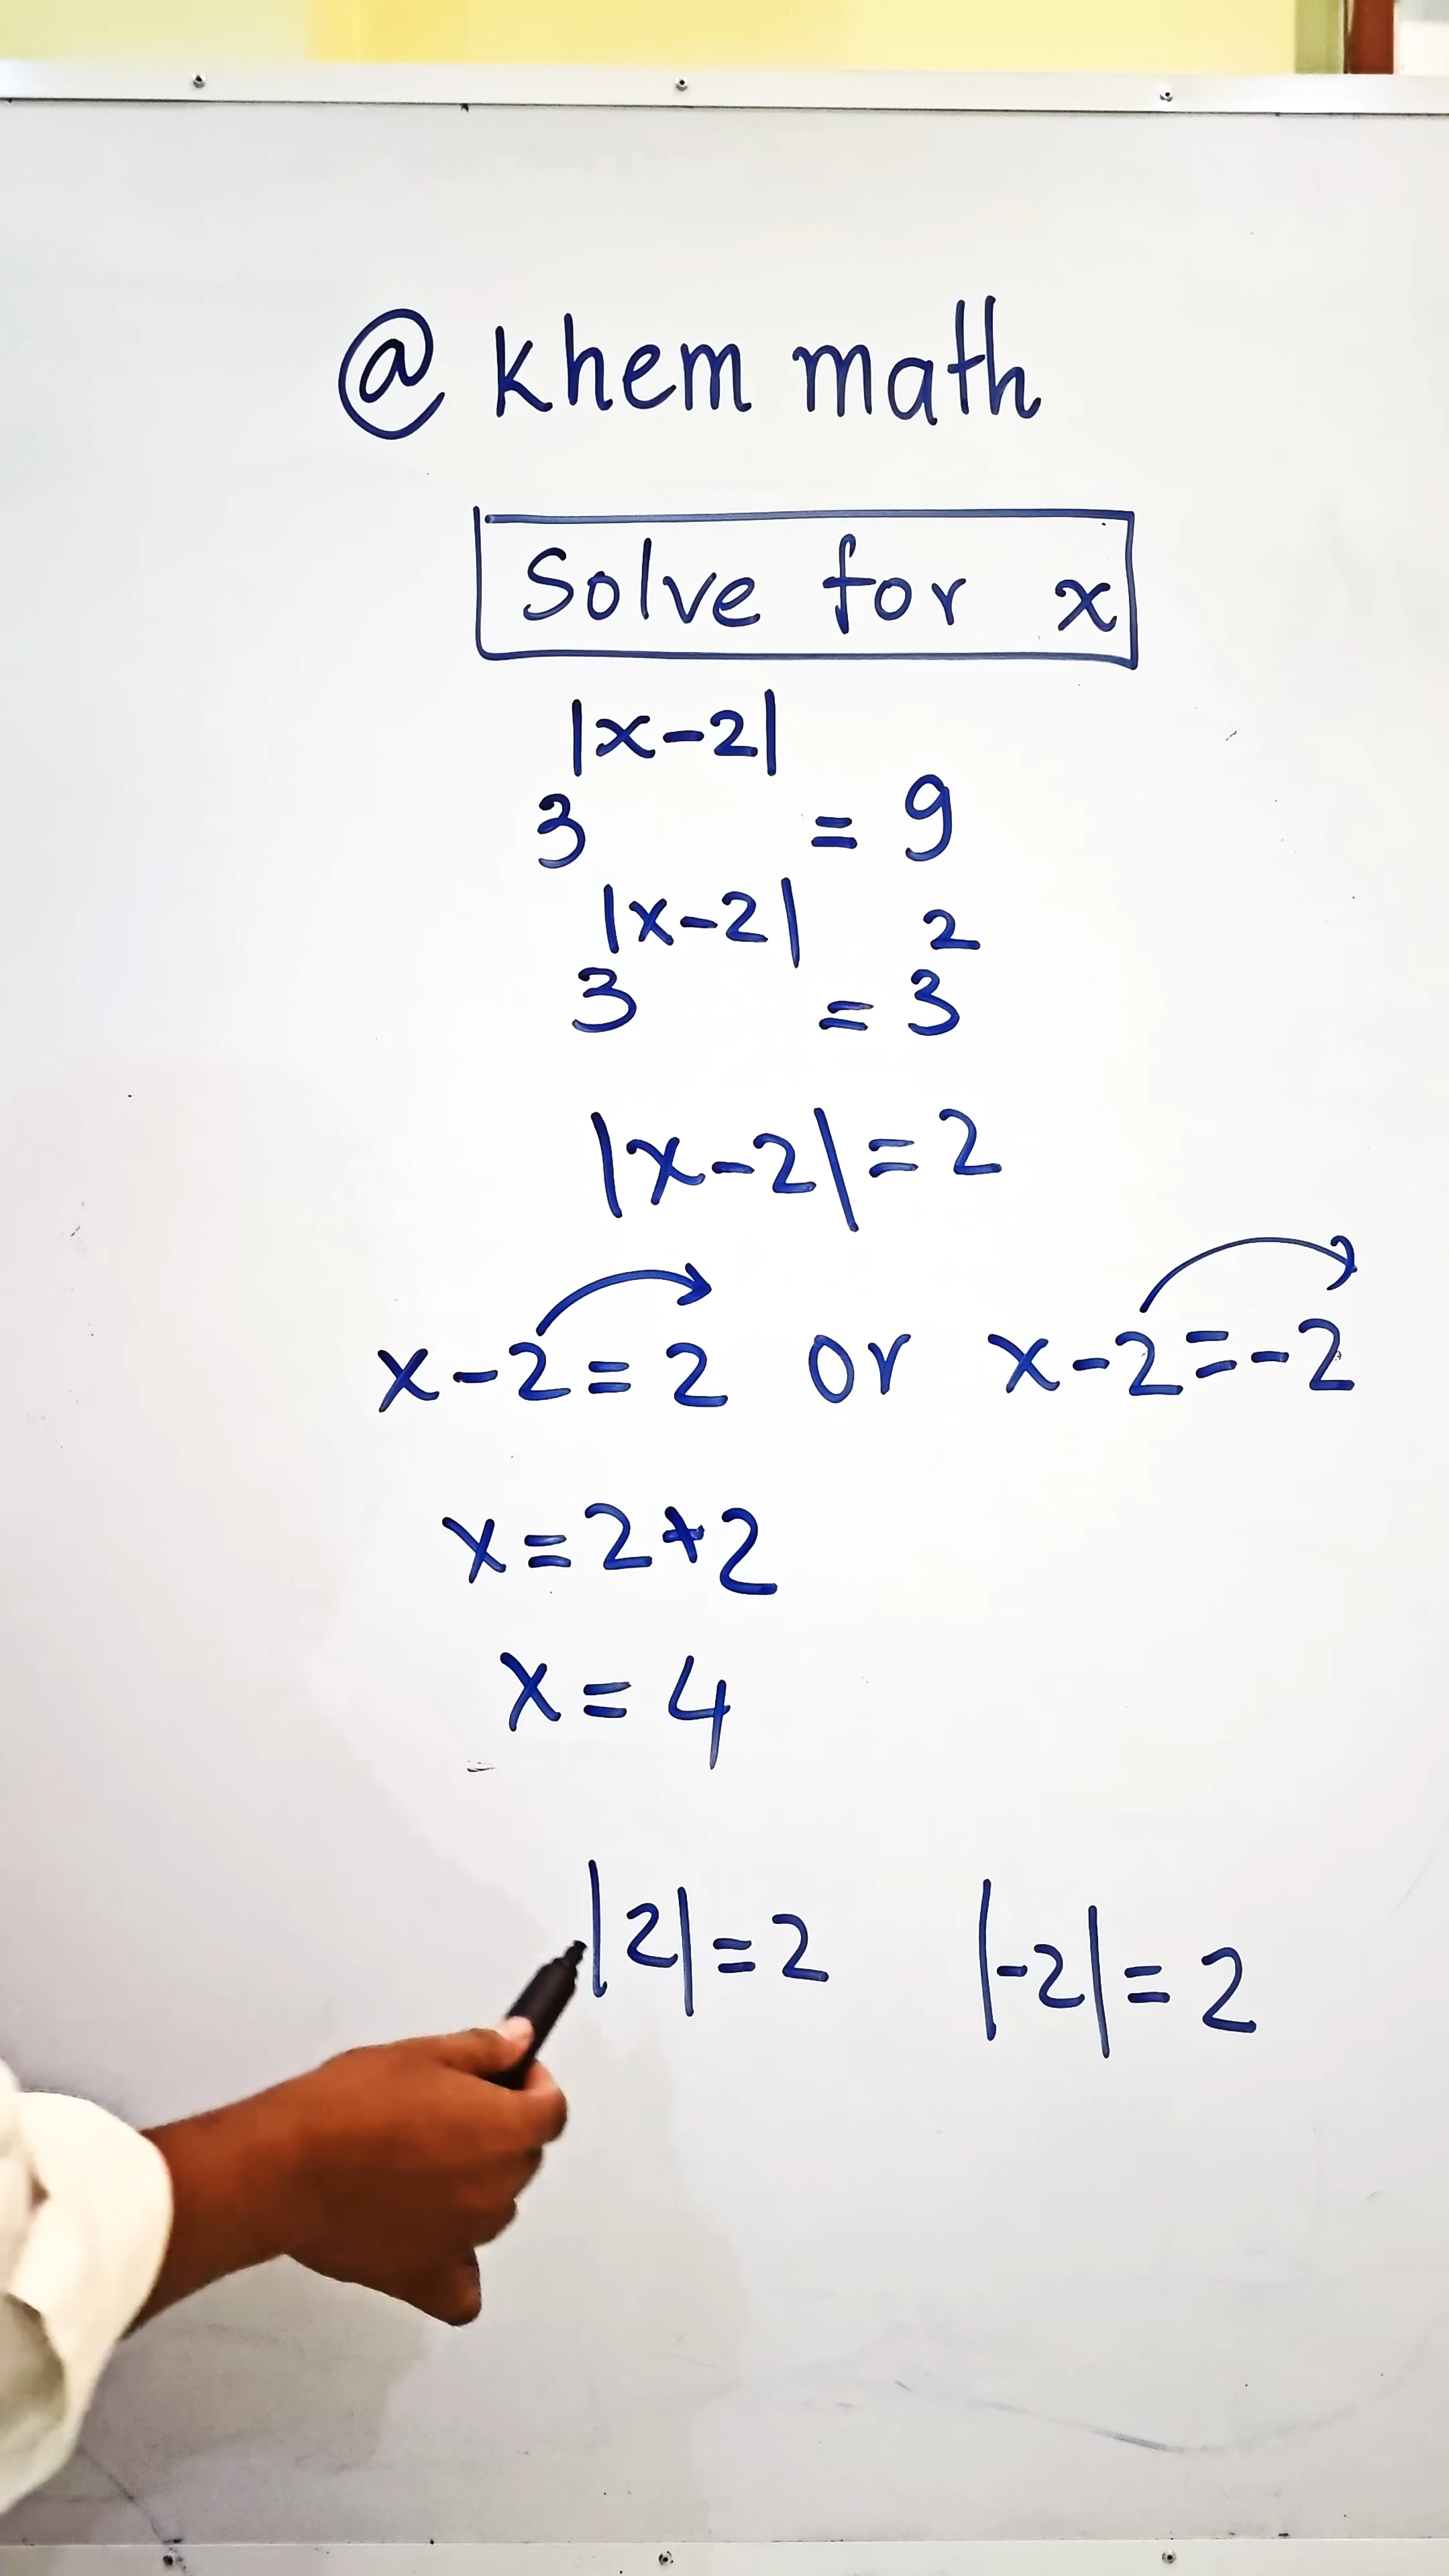 @ Khem math
Solve for x
3^|x-2| = 9
3^|x-2| = 3^2
|x-2|=2
x-2=2 or x-2=-2
x=2+2
x=4
|2|=2 |-2|=2